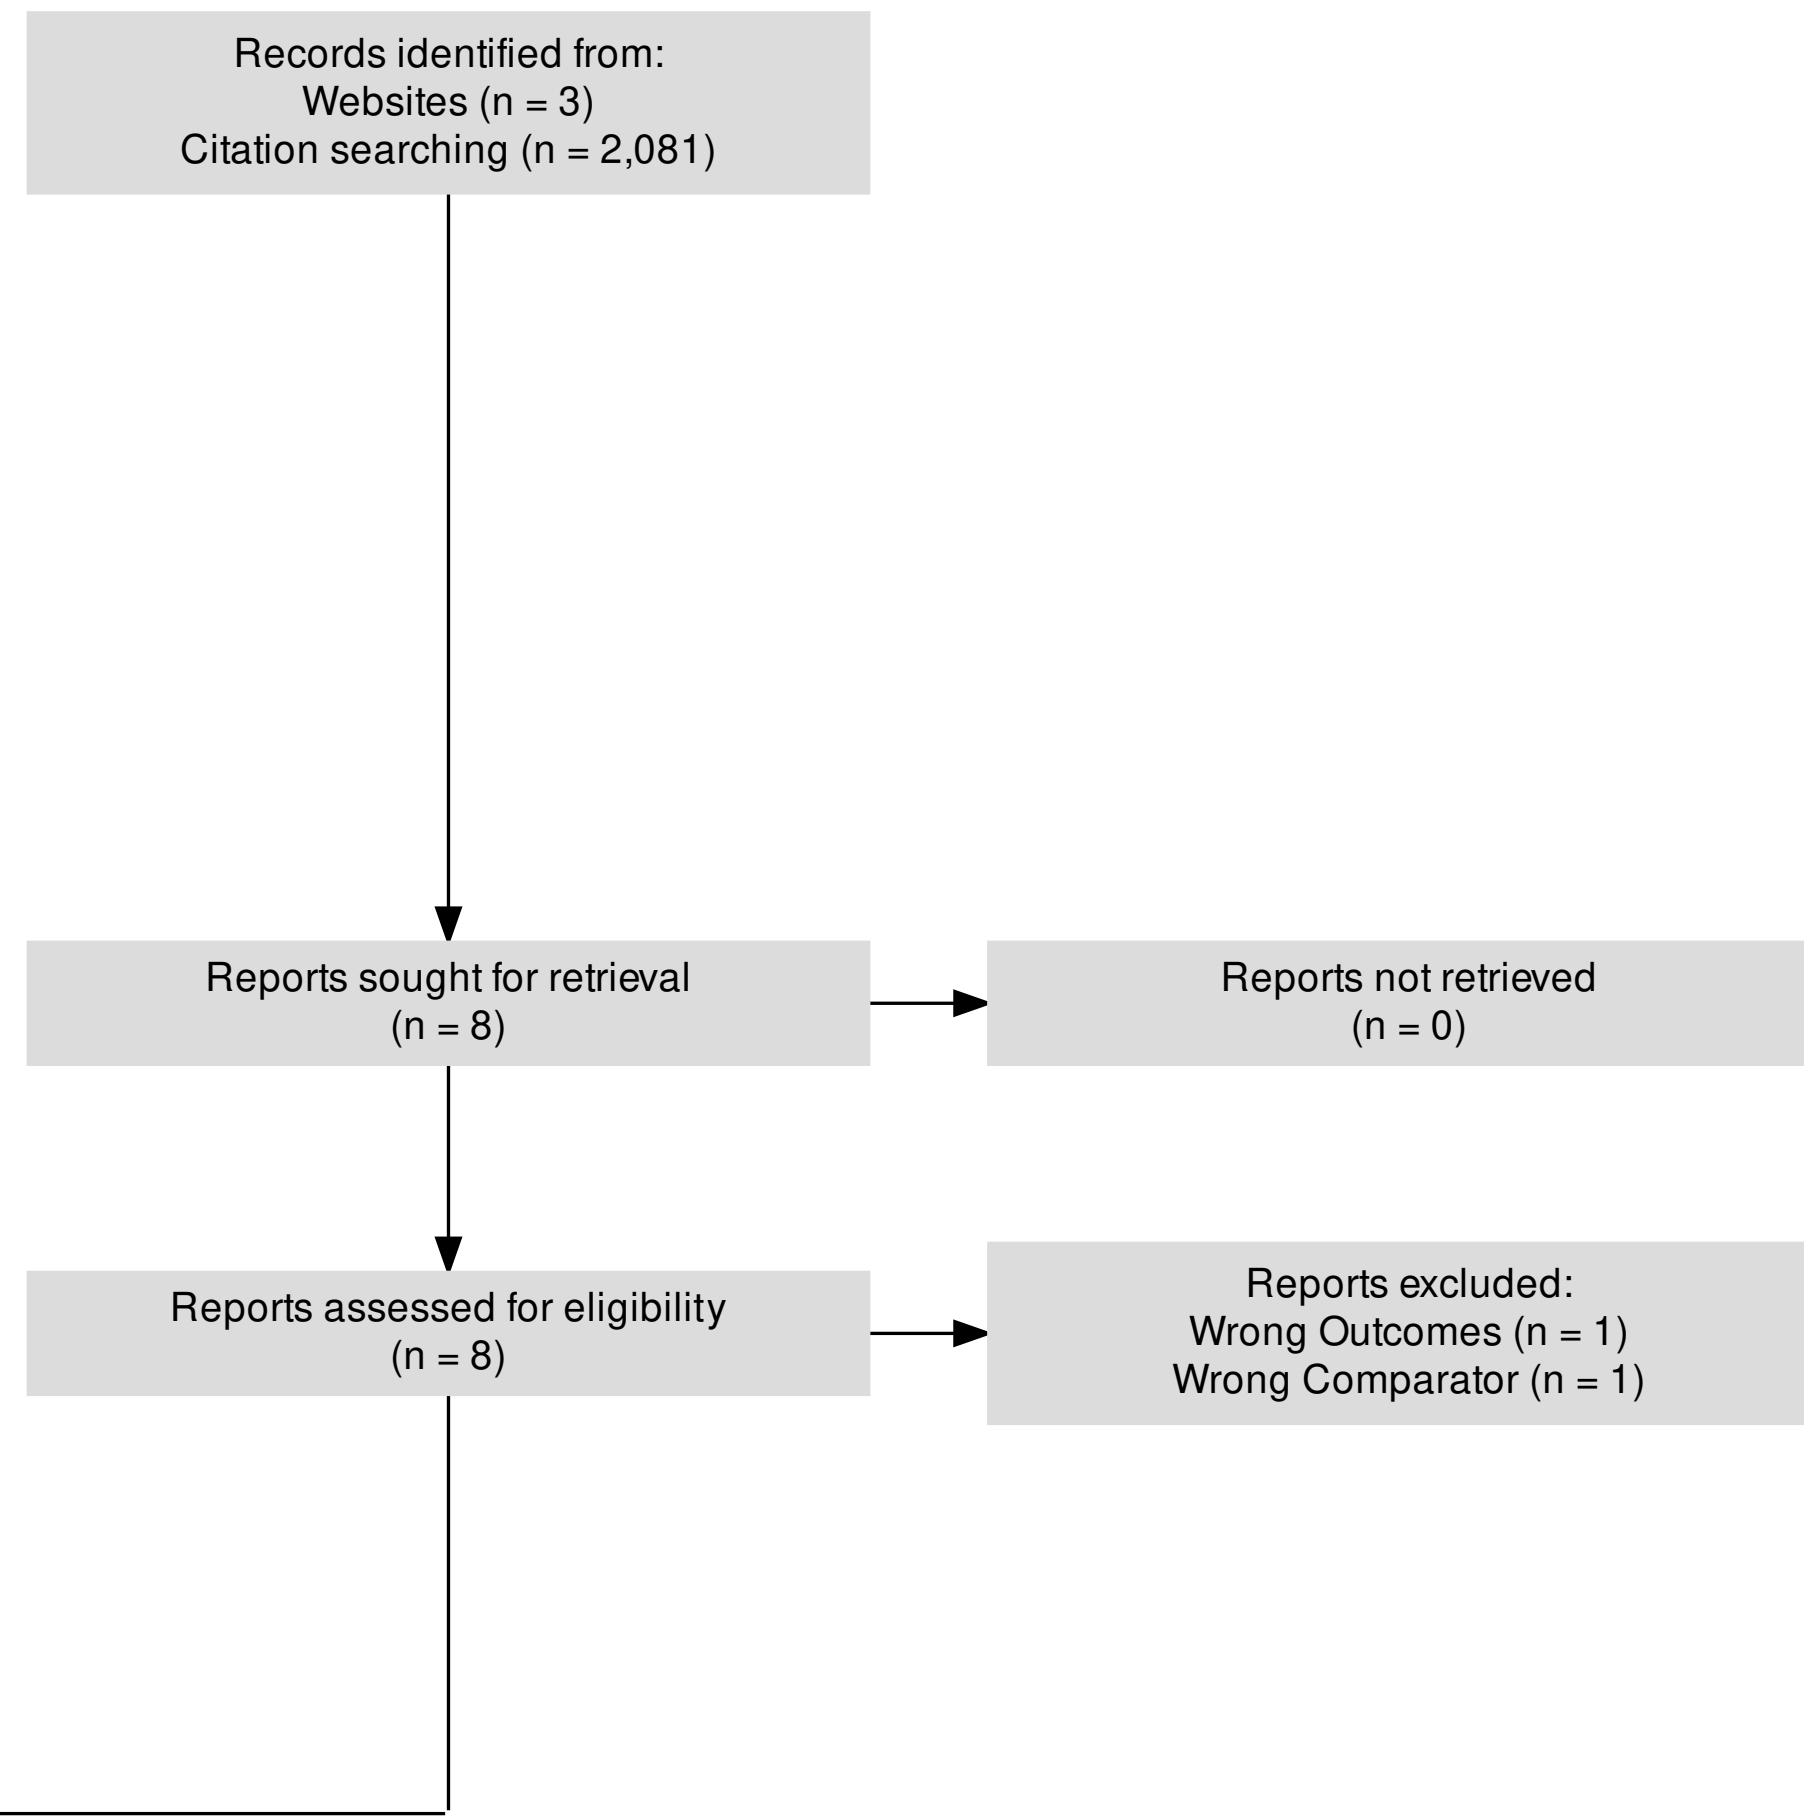 Records identified from:
Websites (n = 3)
Citation searching (n = 2,081)
Reports sought for retrieval
(n = 8)
Reports not retrieved
(n = 0)
Reports assessed for eligibility
(n = 8)
Reports excluded:
Wrong Outcomes (n = 1)
Wrong Comparator (n = 1)